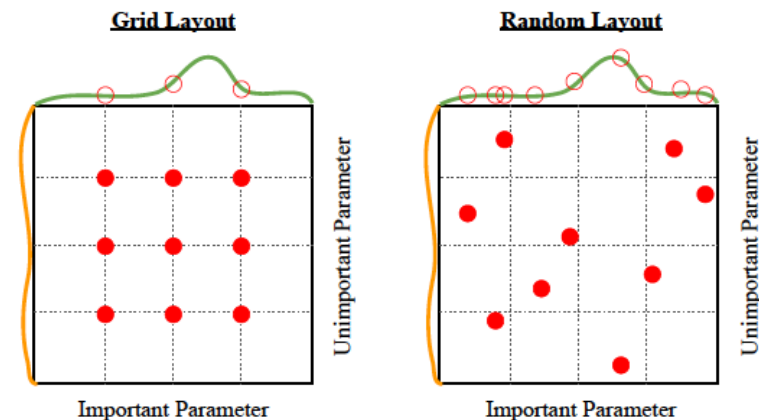 Grid Layout
Random Layout
Unimportant Parameter
Unimportant Parameter
Important Parameter
Important Parameter